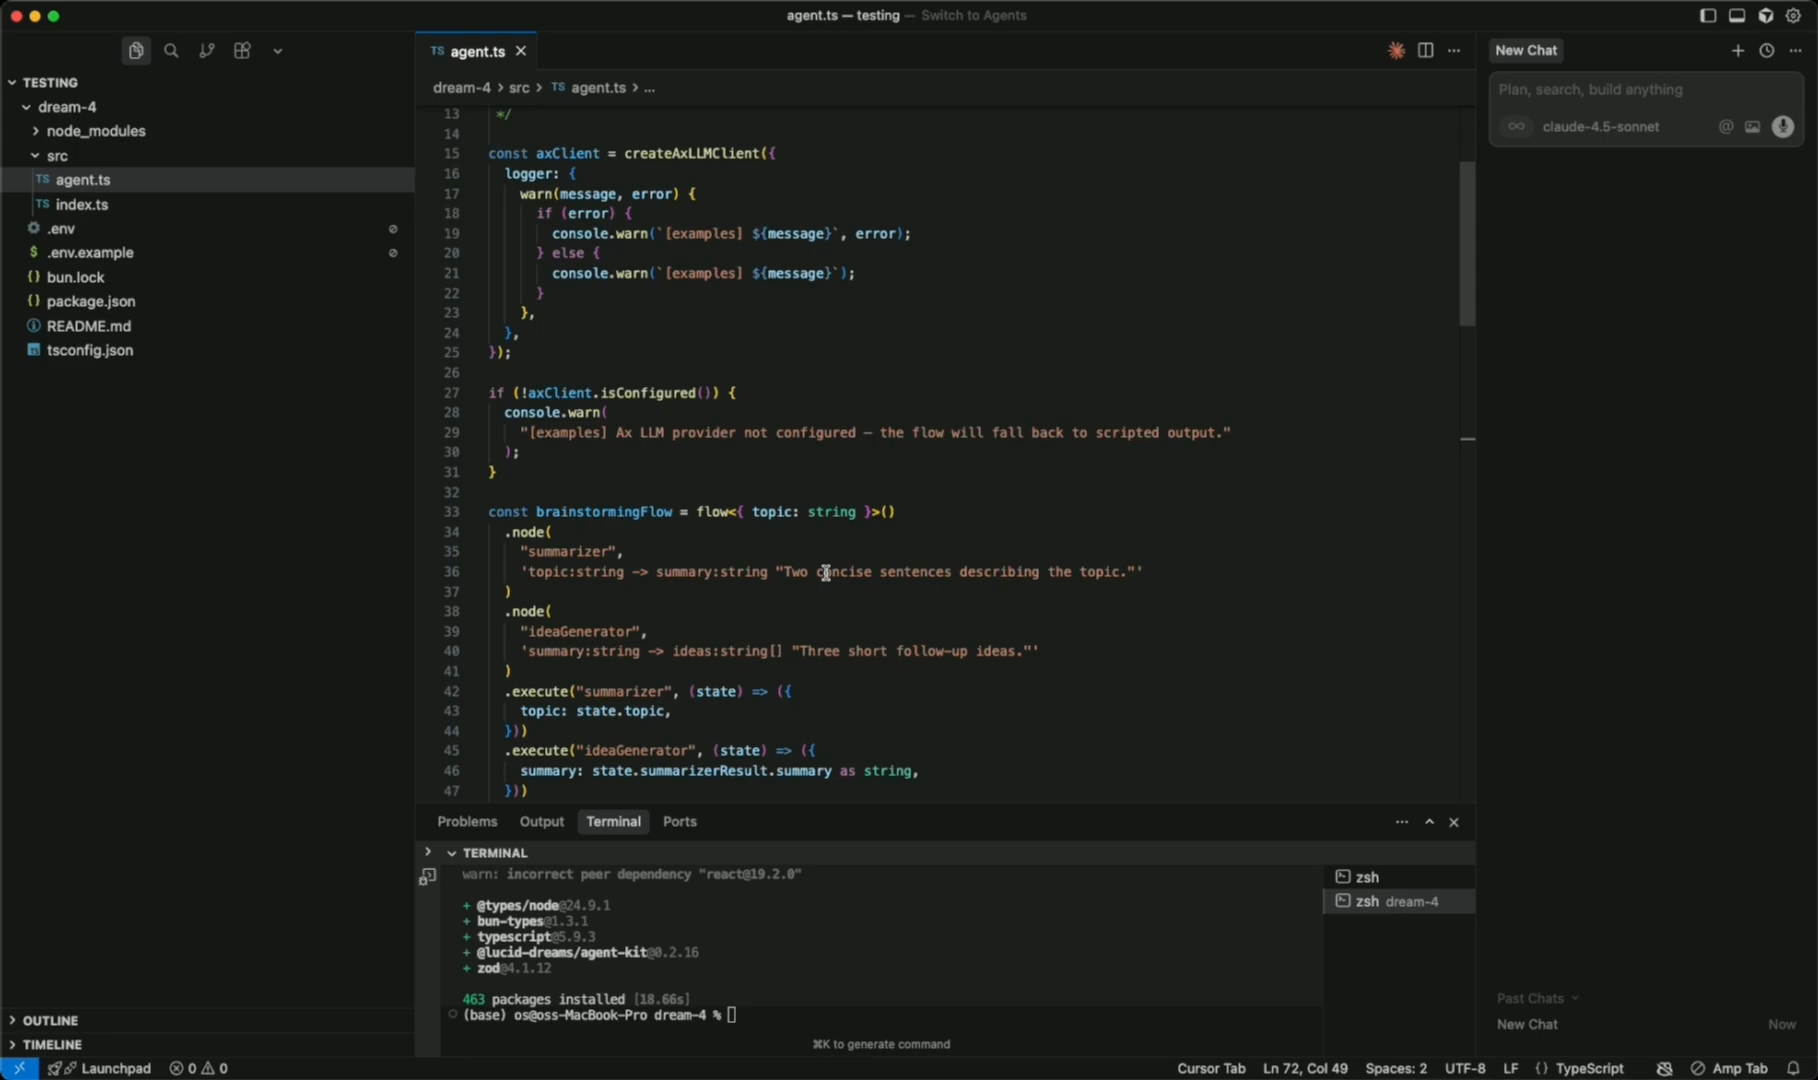 agent.ts — testing — Switch to Agents
TESTING
dream-4
node_modules
src
TS agent.ts
TS index.ts
.env
$ .env.example
{} bun.lock
{} package.json
README.md
TS tsconfig.json
OUTLINE
TIMELINE
TS agent.ts
dream-4 > src > TS agent.ts > ...
13 */
14
15 const axClient = createAxLLMClient({
16 logger: {
17 warn(message, error) {
18 if (error) {
19 console.warn(`[examples] ${message}`, error);
20 } else {
21 console.warn(`[examples] ${message}`);
22 }
23 },
24 },
25 });
26
27 if (!axClient.isConfigured()) {
28 console.warn(
29 "[examples] Ax LLM provider not configured — the flow will fall back to scripted output."
30 );
31 }
32
33 const brainstormingFlow = flow<{ topic: string }>()
34 .node(
35 "summarizer",
36 'topic:string -> summary:string "Two concise sentences describing the topic."'
37 )
38 .node(
39 "ideaGenerator",
40 'summary:string -> ideas:string[] "Three short follow-up ideas."'
41 )
42 .execute("summarizer", (state) => ({
43 topic: state.topic,
44 }))
45 .execute("ideaGenerator", (state) => ({
46 summary: state.summarizerResult.summary as string,
47 }))
Problems Output Terminal Ports
TERMINAL
warn: incorrect peer dependency "react@19.2.0"
+ @types/node@24.9.1
+ bun-types@1.3.1
+ typescript@5.9.3
+ @lucid-dreams/agent-kit@0.2.16
+ zod@4.1.12
463 packages installed [18.66s]
(base) os@oss-MacBook-Pro dream-4 %
⌘K to generate command
zsh
zsh dream-4
New Chat
Plan, search, build anything
claude-4.5-sonnet
Past Chats
New Chat Now
Launchpad 0 0 Cursor Tab Ln 72, Col 49 Spaces: 2 UTF-8 LF {} TypeScript Amp Tab